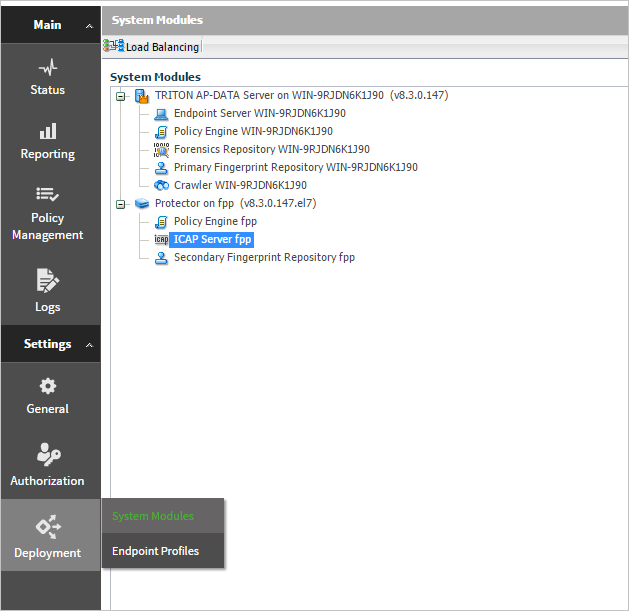 Main
Status
Reporting
Policy
Management
Logs
Settings
General
Authorization
Deployment
System Modules
Load Balancing
System Modules
TRITON AP-DATA Server on WIN-9RJDN6K1J90 (v8.3.0.147)
Endpoint Server WIN-9RJDN6K1J90
Policy Engine WIN-9RJDN6K1J90
Forensics Repository WIN-9RJDN6K1J90
Primary Fingerprint Repository WIN-9RJDN6K1J90
Crawler WIN-9RJDN6K1J90
Protector on fpp (v8.3.0.147.el7)
Policy Engine fpp
icap ICAP Server fpp
Secondary Fingerprint Repository fpp
System Modules
Endpoint Profiles